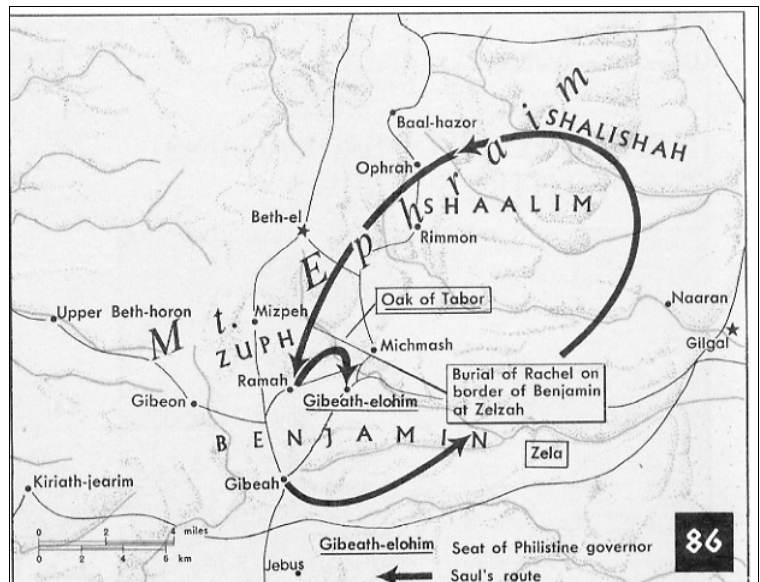 Mt. Ephraim
SHALISHAH
Baal-hazor
Ophrah
SHAALIM
Beth-el
Rimmon
Oak of Tabor
Naaran
Upper Beth-horon
Mizpeh
Gilgal
ZUPH
Michmash
Burial of Rachel on
border of Benjamin
at Zelzah
Ramah
Gibeath-elohim
Gibeon
BENJAMIN
Zela
Kiriath-jearim
Gibeah
0 2 4 miles
0 2 4 6 km
Jebus
Gibeath-elohim Seat of Philistine governor
Saul's route
86